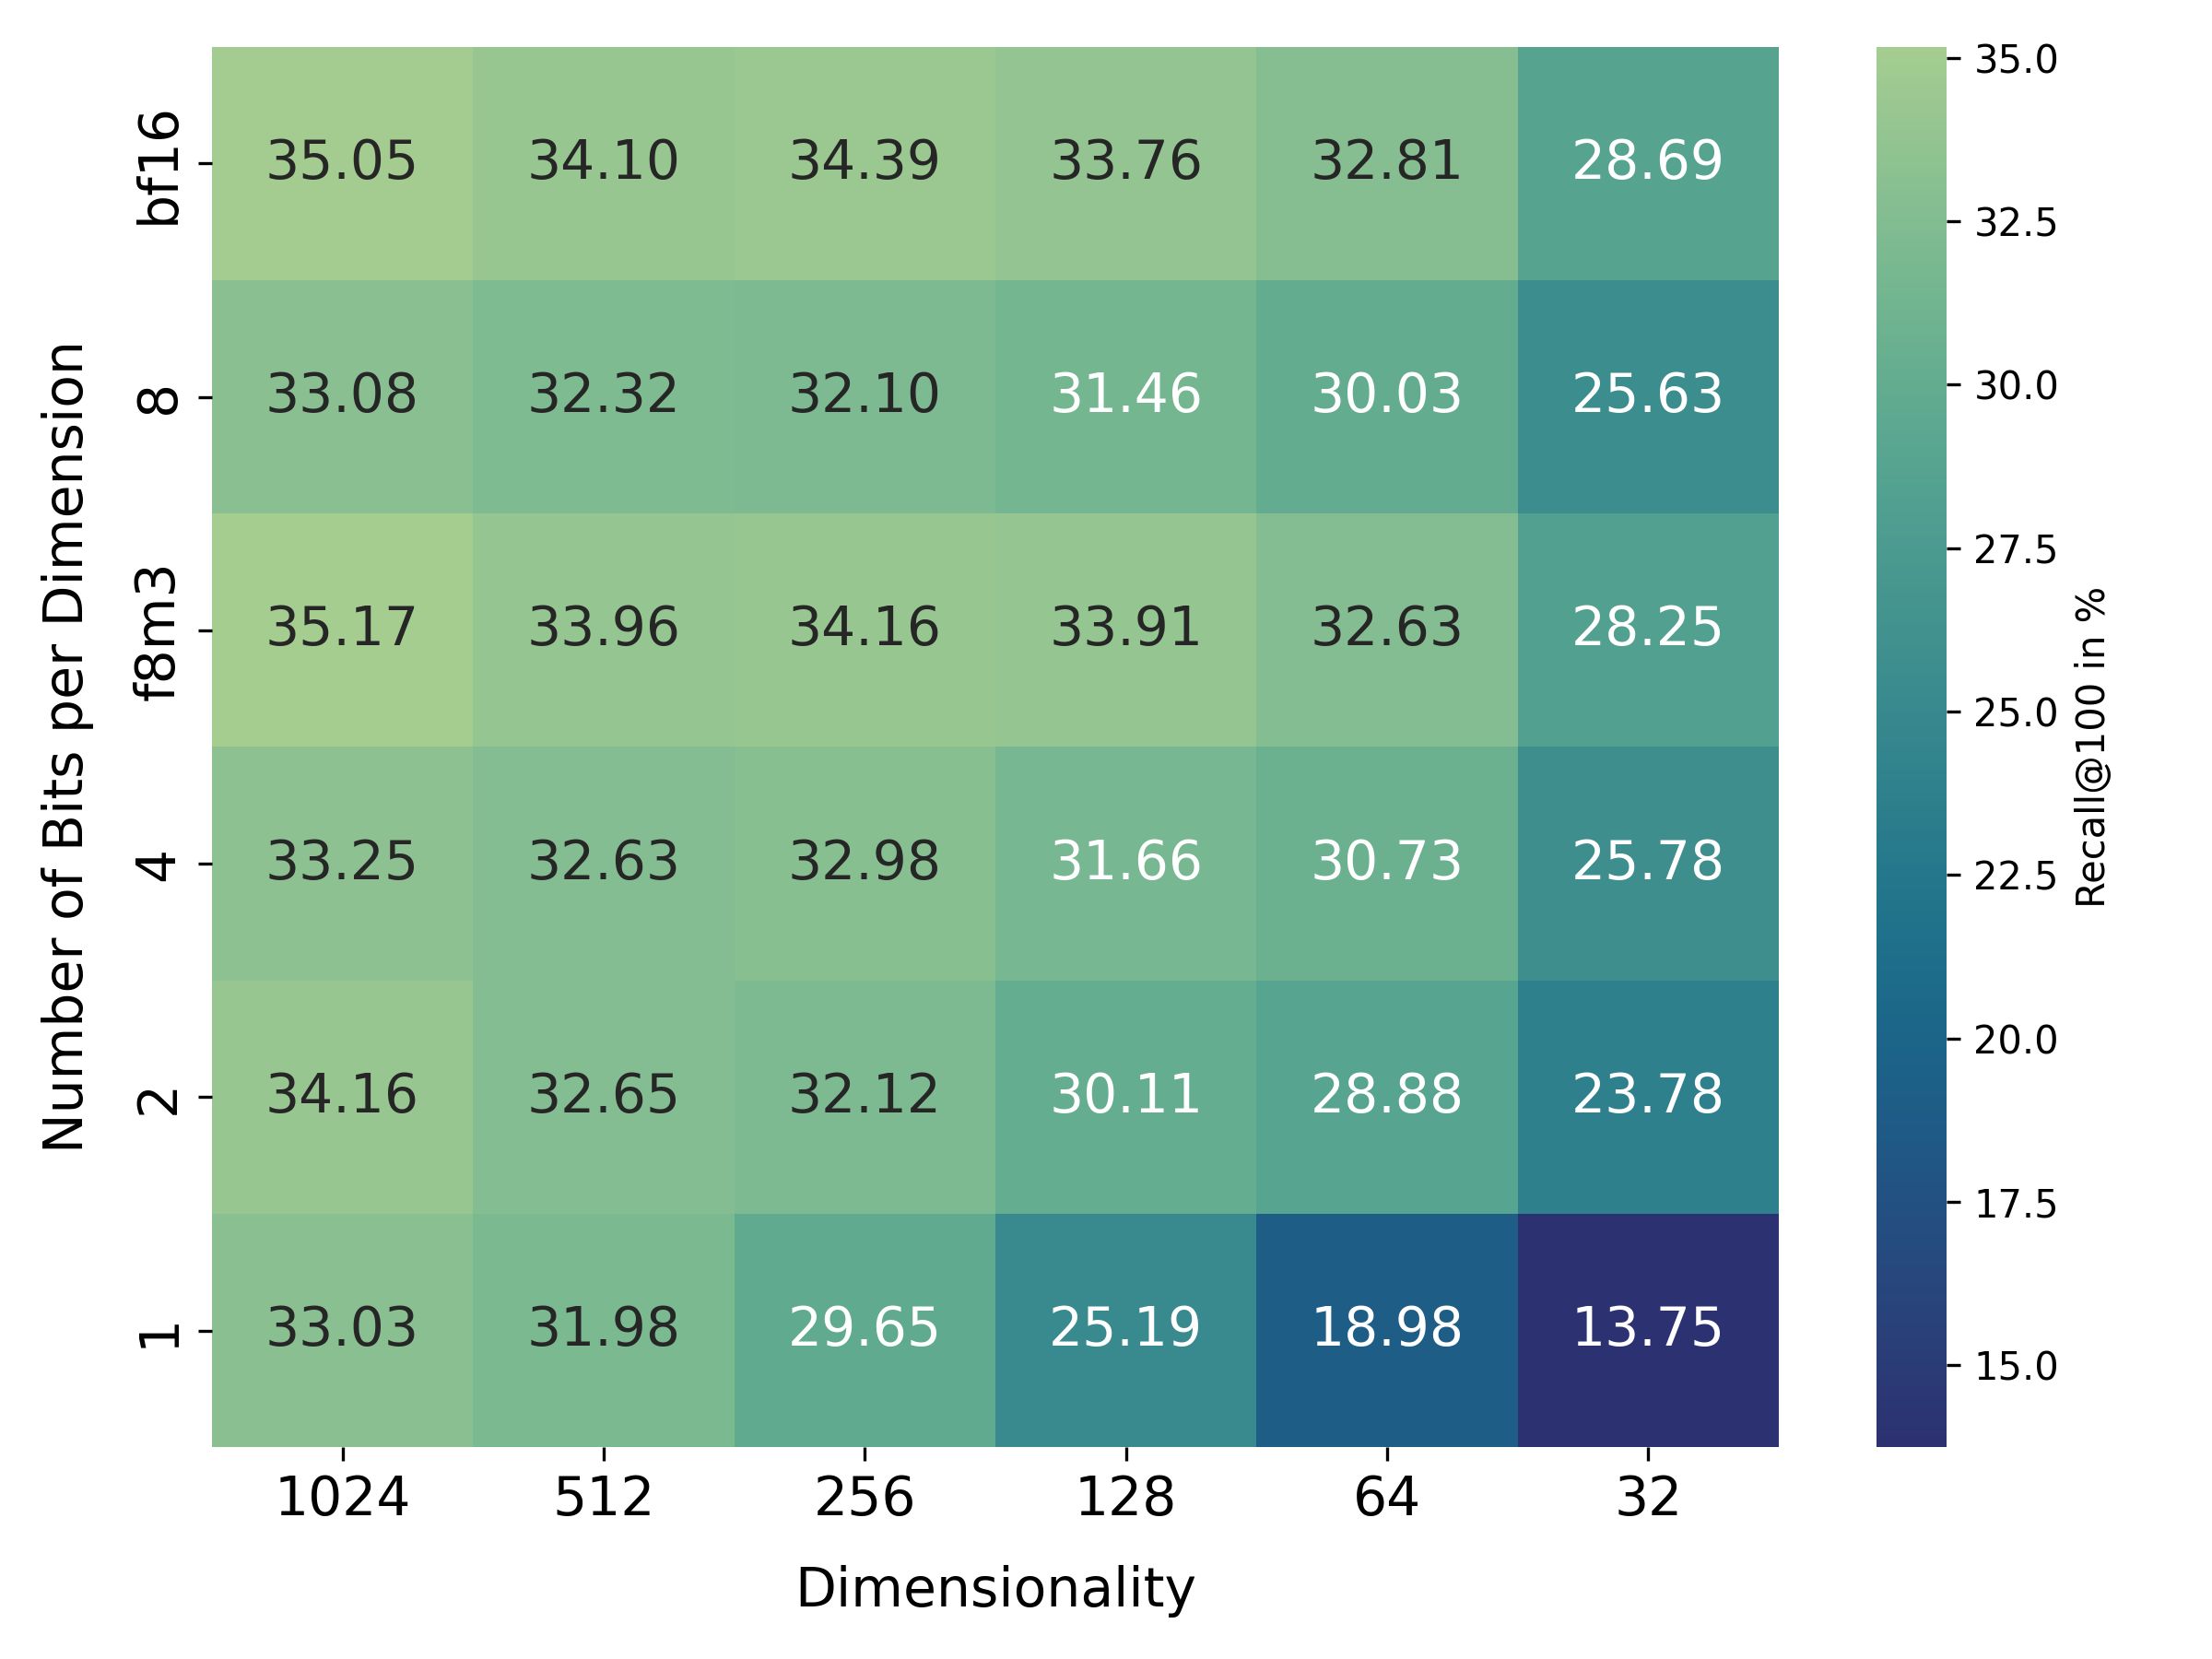 Number of Bits per Dimension
bf16 35.05 34.10 34.39 33.76 32.81 28.69
8 33.08 32.32 32.10 31.46 30.03 25.63
f8m3 35.17 33.96 34.16 33.91 32.63 28.25
4 33.25 32.63 32.98 31.66 30.73 25.78
2 34.16 32.65 32.12 30.11 28.88 23.78
1 33.03 31.98 29.65 25.19 18.98 13.75
1024 512 256 128 64 32
Dimensionality
35.0
32.5
30.0
27.5
25.0
22.5
20.0
17.5
15.0
Recall@100 in %